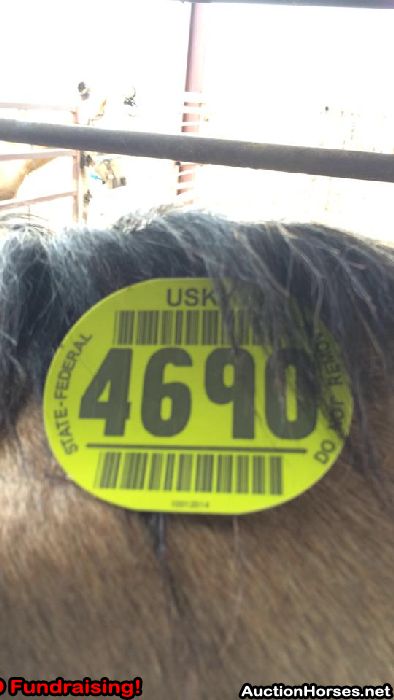 USK
STATE-FEDERAL
4690
DO NOT REMOVE
Fundraising!
AuctionHorses.net